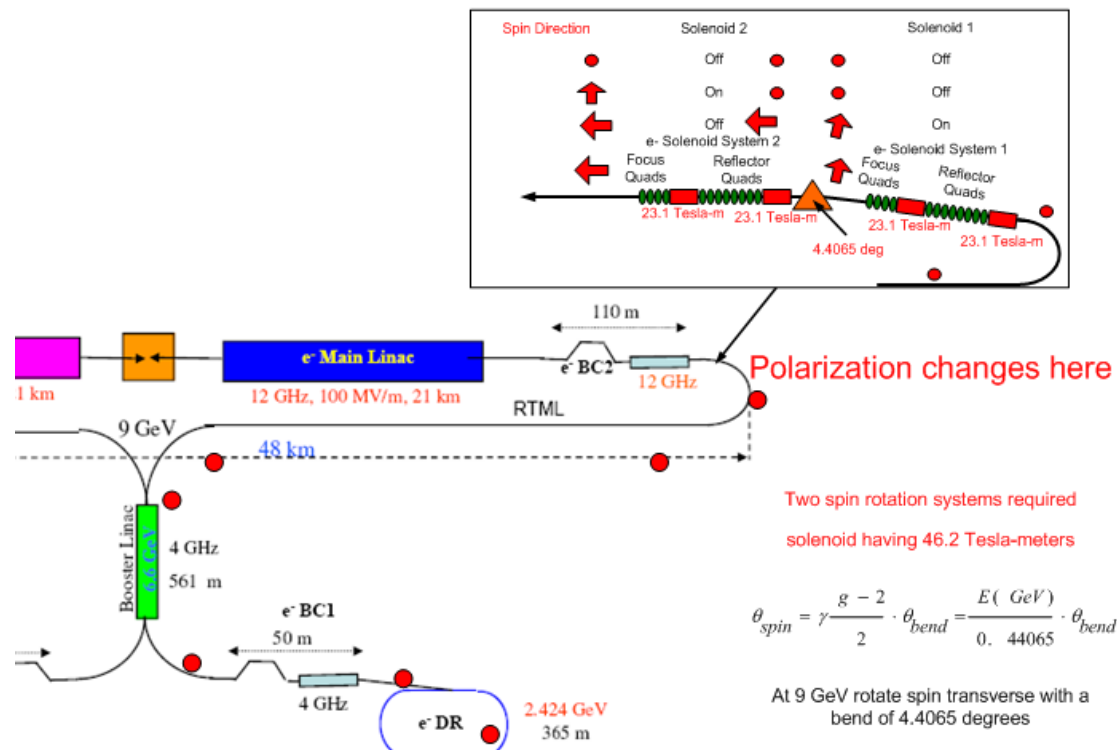 Spin Direction
Solenoid 2
Solenoid 1
Off
Off
On
Off
Off
On
e- Solenoid System 2
e- Solenoid System 1
Focus
Quads
Reflector
Quads
Focus
Quads
Reflector
Quads
23.1 Tesla-m
23.1 Tesla-m
23.1 Tesla-m
23.1 Tesla-m
4.4065 deg
110 m
e- Main Linac
e- BC2
12 GHz
12 GHz, 100 MV/m, 21 km
1 km
Polarization changes here
RTML
9 GeV
48 km
Booster Linac
6.6 GeV
4 GHz
561 m
e- BC1
50 m
4 GHz
e- DR
2.424 GeV
365 m
Two spin rotation systems required
solenoid having 46.2 Tesla-meters
θspin = γ g − 2 / 2 · θbend = E( GeV) / 0. 44065 · θbend
At 9 GeV rotate spin transverse with a
bend of 4.4065 degrees